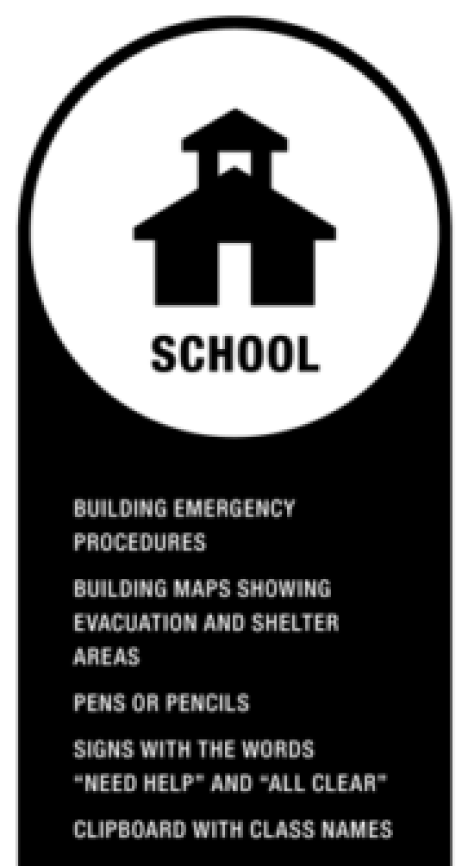 SCHOOL
BUILDING EMERGENCY
PROCEDURES
BUILDING MAPS SHOWING
EVACUATION AND SHELTER
AREAS
PENS OR PENCILS
SIGNS WITH THE WORDS
“NEED HELP” AND “ALL CLEAR”
CLIPBOARD WITH CLASS NAMES